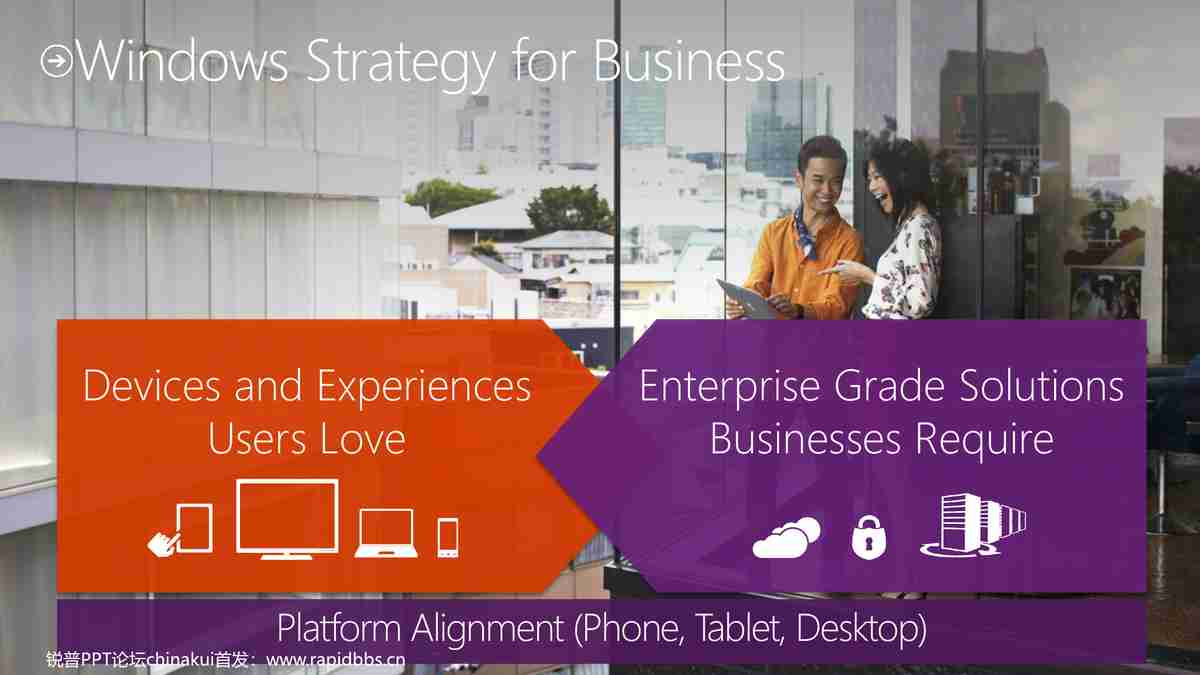 Windows Strategy for Business
Devices and Experiences
Users Love
Enterprise Grade Solutions
Businesses Require
Platform Alignment (Phone, Tablet, Desktop)
锐普PPT论坛chinakui首发：www.rapidbbs.cn